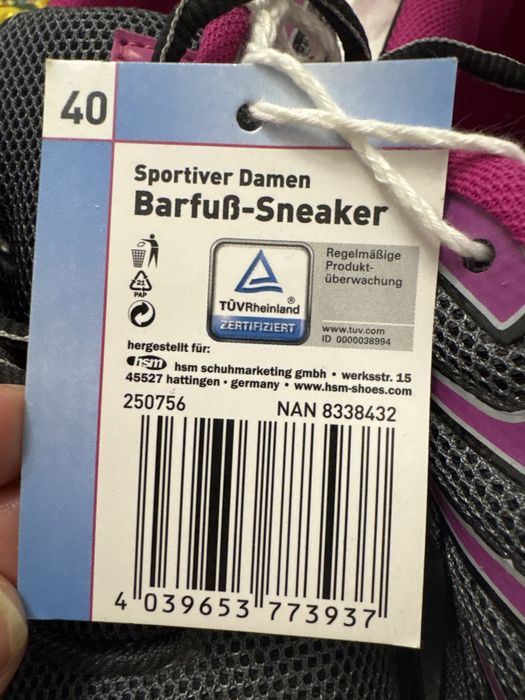 40
Sportiver Damen
Barfuß-Sneaker
21
PAP
TÜVRheinland®
ZERTIFIZIERT
Regelmäßige
Produkt-
überwachung
www.tuv.com
ID 0000038994
hergestellt für:
hsm hsm schuhmarketing gmbh • werksstr. 15
45527 hattingen • germany • www.hsm-shoes.com
250756 NAN 8338432
4 039653 773937